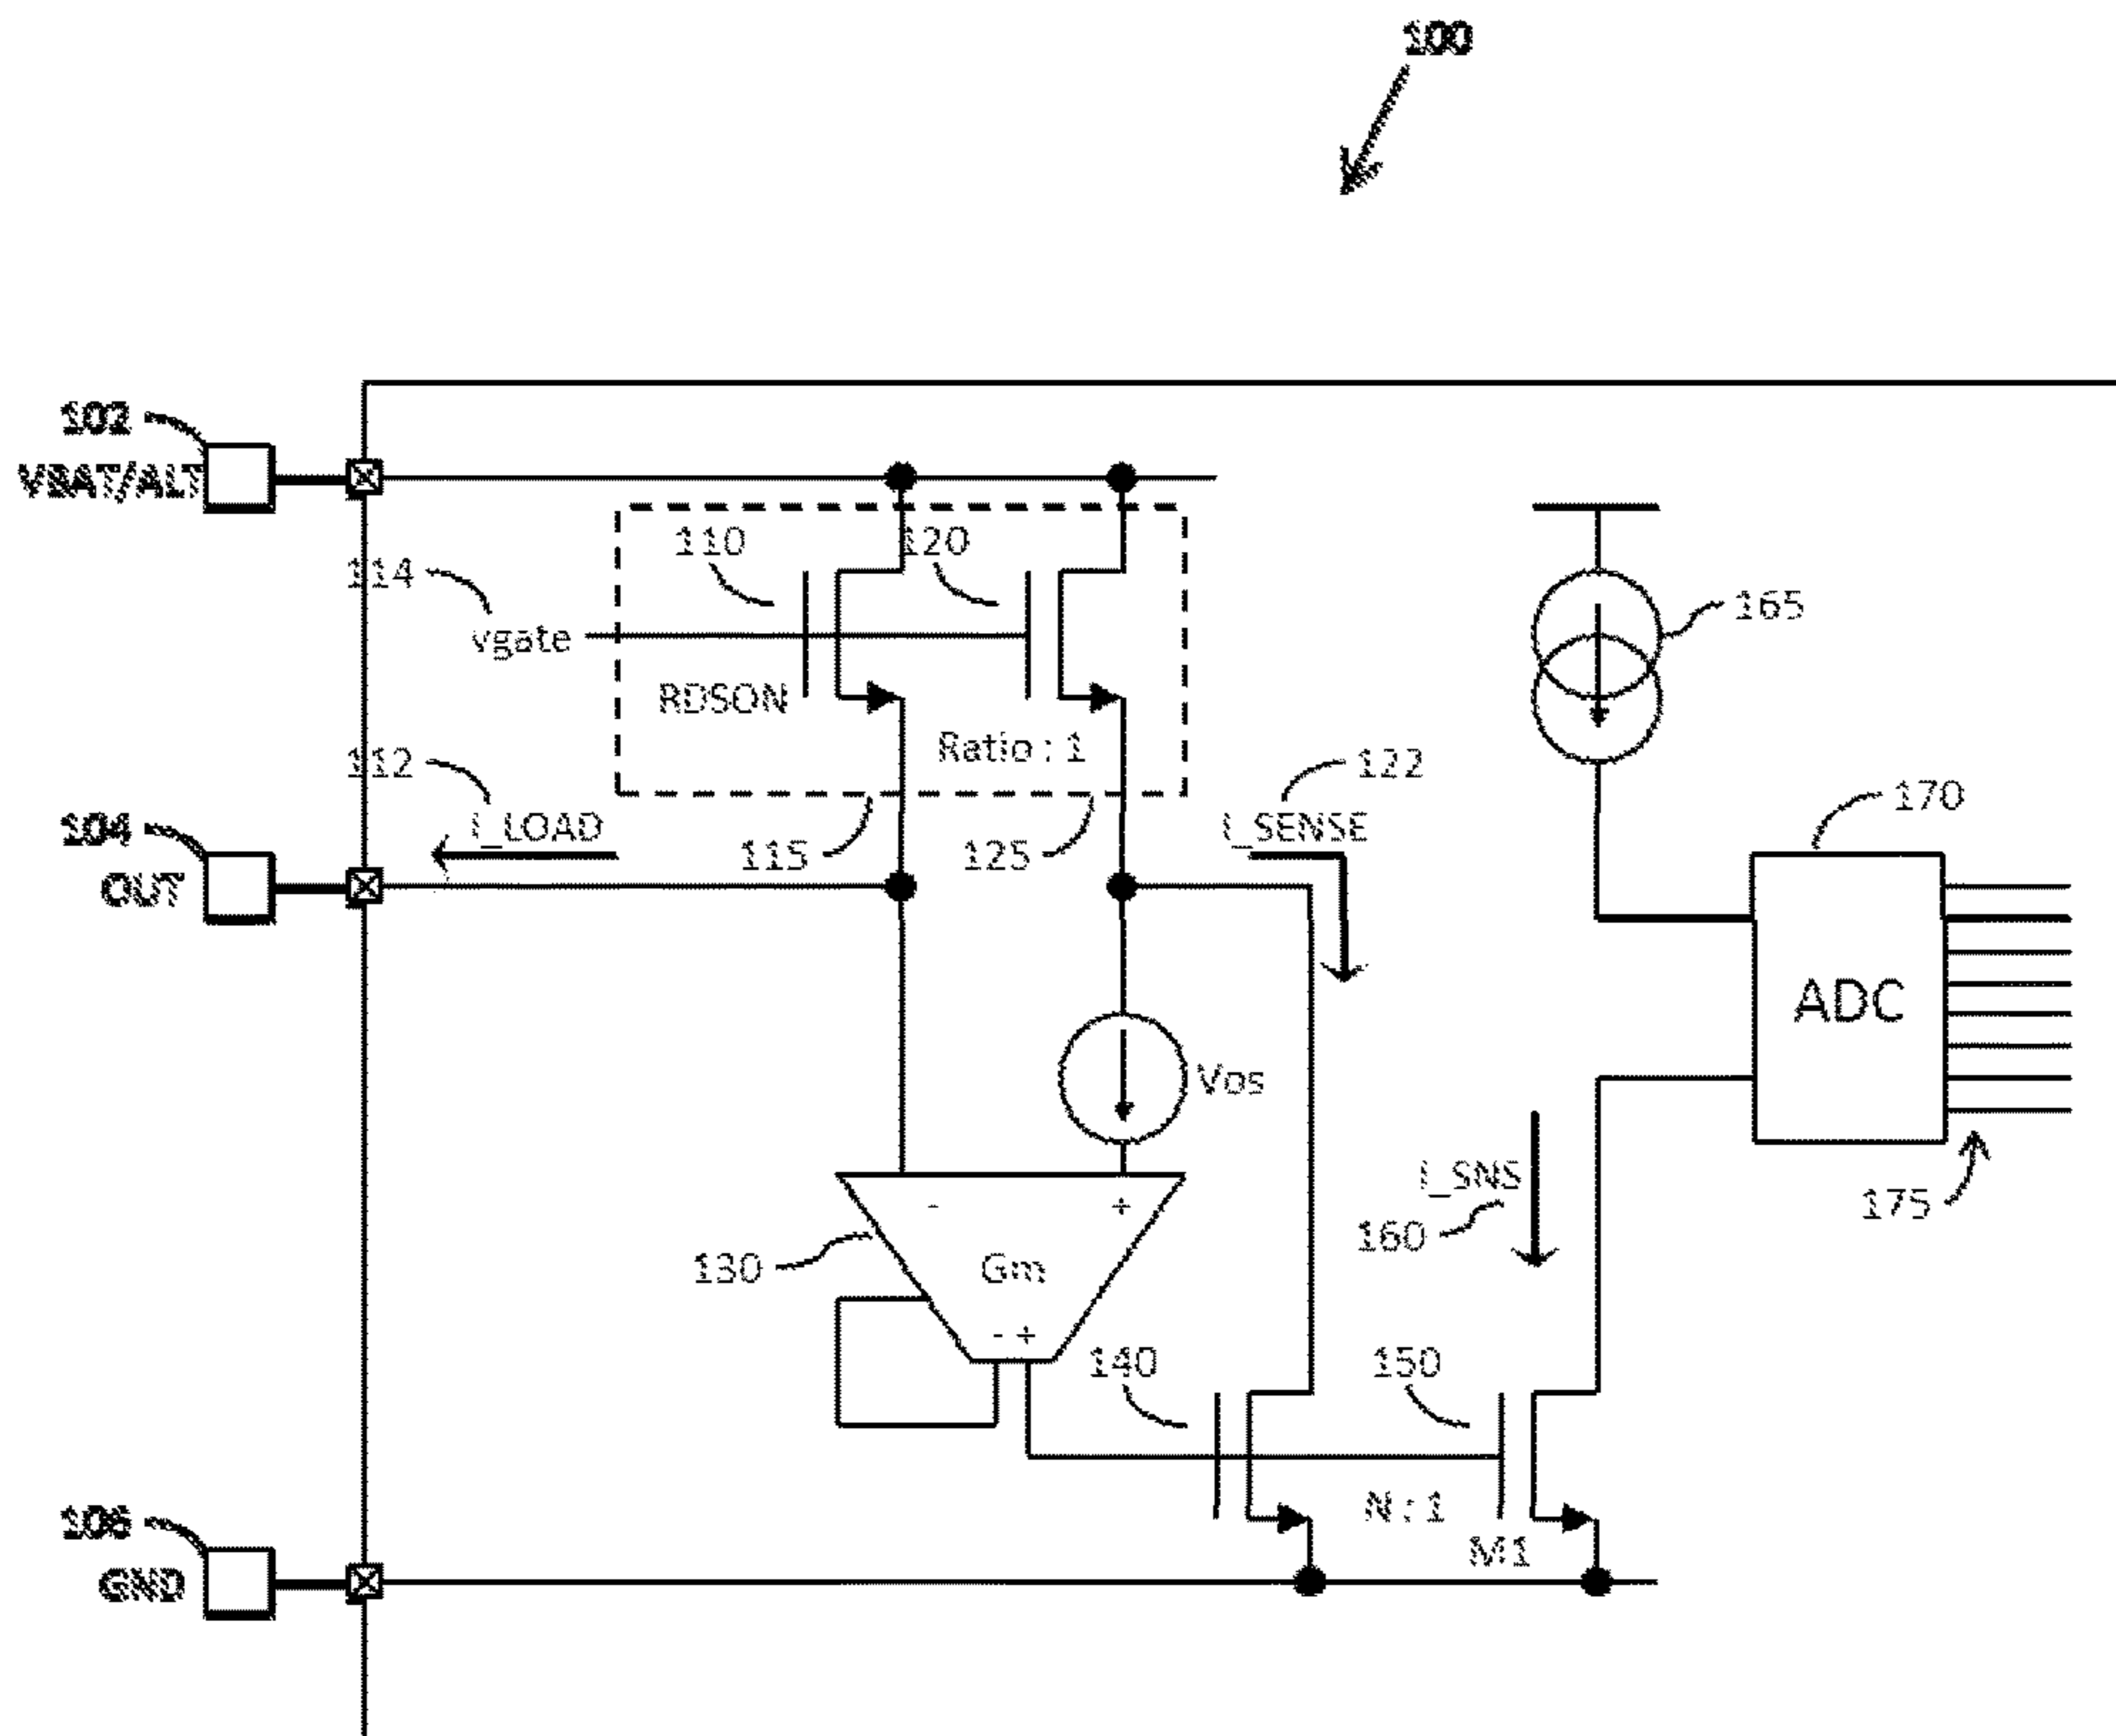 100
102
VBAT/ALT
110
120
114
vgate
165
RDSON
Ratio : 1
112
I_LOAD
122
I_SENSE
170
104
OUT
115
125
ADC
Vos
- +
I_SNS
160
175
130
Gm
- +
140
150
106
GND
N : 1
M1